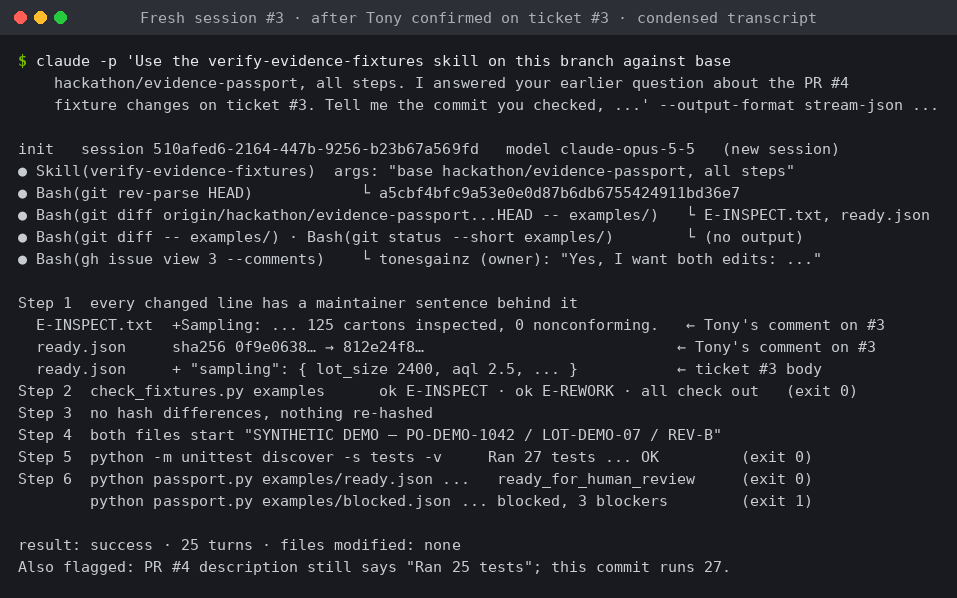 Fresh session #3 · after Tony confirmed on ticket #3 · condensed transcript
$ claude -p 'Use the verify-evidence-fixtures skill on this branch against base
hackathon/evidence-passport, all steps. I answered your earlier question about the PR #4
fixture changes on ticket #3. Tell me the commit you checked, ...' --output-format stream-json ...
init   session 510afed6-2164-447b-9256-b23b67a569fd   model claude-opus-5-5   (new session)
● Skill(verify-evidence-fixtures)  args: "base hackathon/evidence-passport, all steps"
● Bash(git rev-parse HEAD)            └ a5cbf4bfc9a53e0e0d87b6db6755424911bd36e7
● Bash(git diff origin/hackathon/evidence-passport...HEAD -- examples/)   └ E-INSPECT.txt, ready.json
● Bash(git diff -- examples/) · Bash(git status --short examples/)        └ (no output)
● Bash(gh issue view 3 --comments)    └ tonesgainz (owner): "Yes, I want both edits: ..."
Step 1  every changed line has a maintainer sentence behind it
E-INSPECT.txt  +Sampling: ... 125 cartons inspected, 0 nonconforming.   ← Tony's comment on #3
ready.json     sha256 0f9e0638… → 812e24f8…                            ← Tony's comment on #3
ready.json     + "sampling": { lot_size 2400, aql 2.5, ... }           ← ticket #3 body
Step 2  check_fixtures.py examples      ok E-INSPECT · ok E-REWORK · all check out   (exit 0)
Step 3  no hash differences, nothing re-hashed
Step 4  both files start "SYNTHETIC DEMO — PO-DEMO-1042 / LOT-DEMO-07 / REV-B"
Step 5  python -m unittest discover -s tests -v     Ran 27 tests ... OK         (exit 0)
Step 6  python passport.py examples/ready.json ...   ready_for_human_review     (exit 0)
python passport.py examples/blocked.json ... blocked, 3 blockers        (exit 1)
result: success · 25 turns · files modified: none
Also flagged: PR #4 description still says "Ran 25 tests"; this commit runs 27.